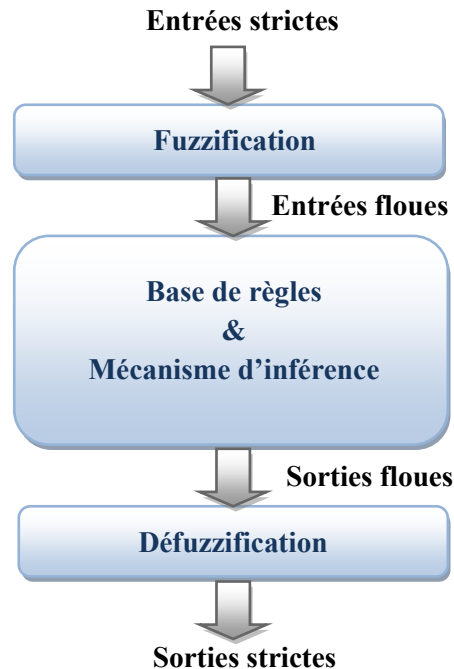 Entrées strictes
Fuzzification
Entrées floues
Base de règles
&
Mécanisme d’inférence
Sorties floues
Défuzzification
Sorties strictes